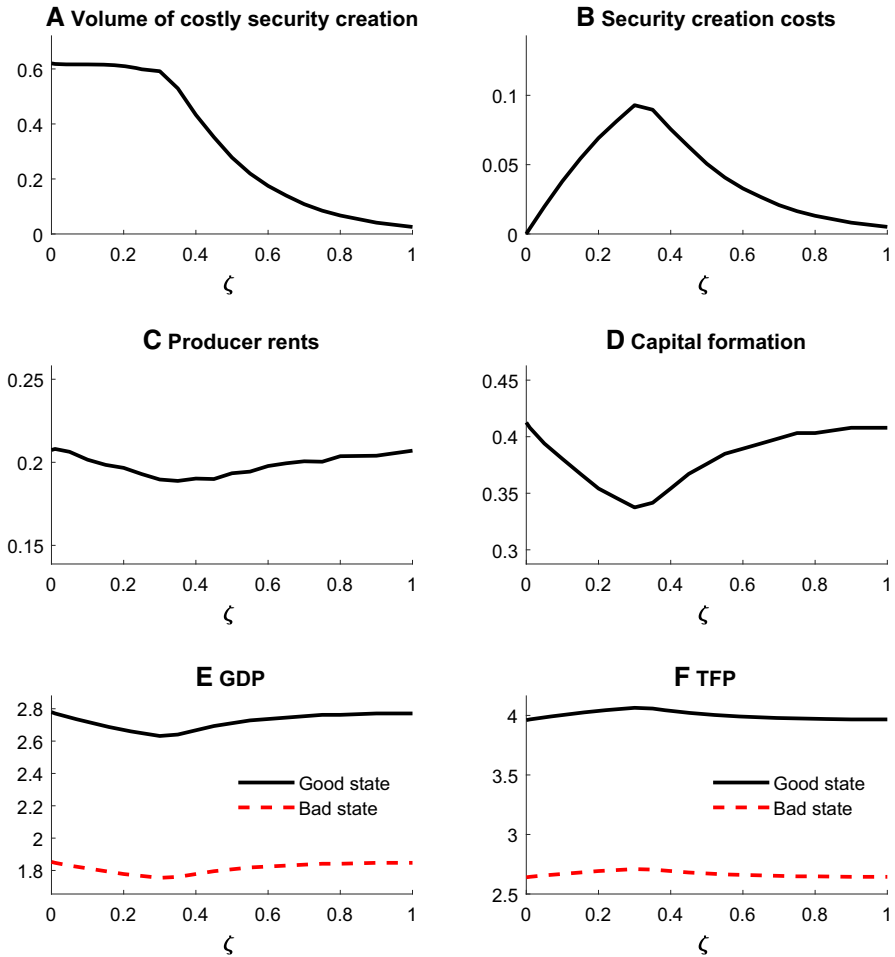 A Volume of costly security creation
0.6
0.4
0.2
0
0 0.2 0.4 0.6 0.8 1
ζ
B Security creation costs
0.1
0.05
0
0 0.2 0.4 0.6 0.8 1
ζ
C Producer rents
0.25
0.2
0.15
0 0.2 0.4 0.6 0.8 1
ζ
D Capital formation
0.45
0.4
0.35
0.3
0 0.2 0.4 0.6 0.8 1
ζ
E GDP
2.8
2.6
2.4
2.2
2
1.8
Good state
Bad state
0 0.2 0.4 0.6 0.8 1
ζ
F TFP
4
3.5
3
2.5
Good state
Bad state
0 0.2 0.4 0.6 0.8 1
ζ